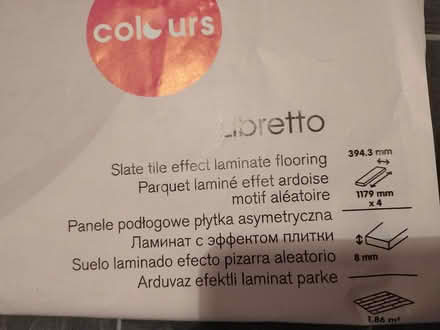 colours
Libretto
Slate tile effect laminate flooring
394.3 mm
Parquet laminé effet ardoise
motif aléatoire
1179 mm
x 4
Panele podłogowe płytka asymetryczna
Ламинат с эффектом плитки
Suelo laminado efecto pizarra aleatorio
8 mm
Arduvaz efektli laminat parke
1.86 m²